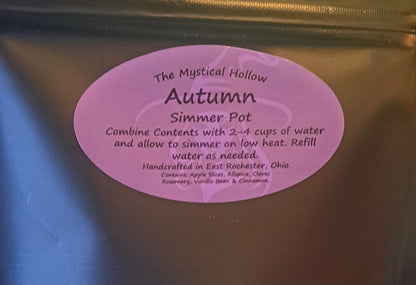 The Mystical Hollow
Autumn
Simmer Pot
Combine Contents with 2-4 cups of water
and allow to simmer on low heat. Refill
water as needed.
Handcrafted in East Rochester, Ohio
Contains: Apple Slices, Allspice, Cloves
Rosemary, Vanilla Bean & Cinnamon